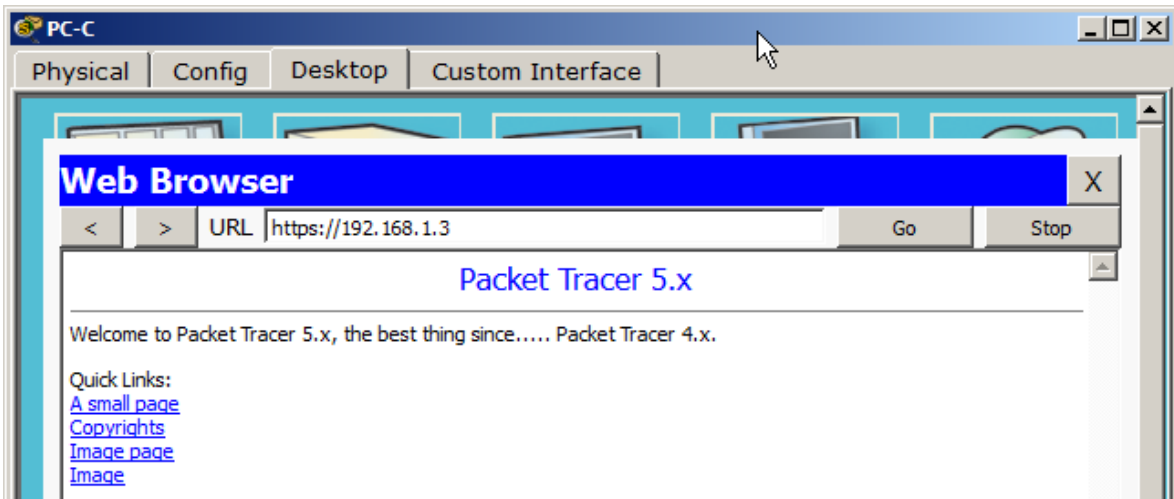 PC-C
Physical Config Desktop Custom Interface
Web Browser X
< > URL https://192.168.1.3 Go Stop
Packet Tracer 5.x
Welcome to Packet Tracer 5.x, the best thing since..... Packet Tracer 4.x.
Quick Links:
A small page
Copyrights
Image page
Image